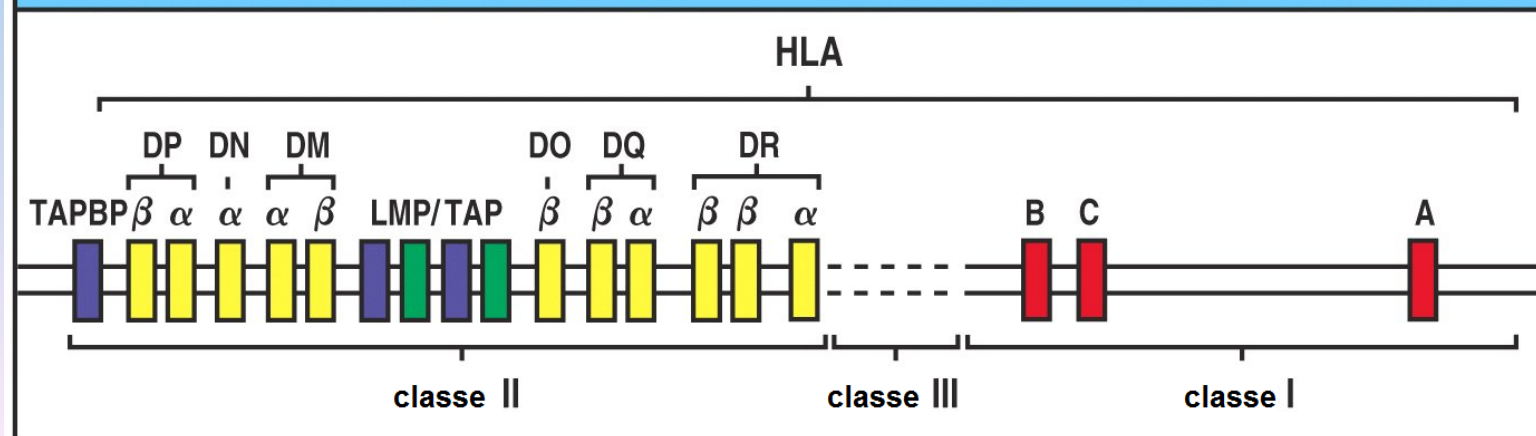 HLA
DP DN DM DO DQ DR
TAPBP β α α α β LMP/TAP β β α β β α B C A
classe II classe III classe I